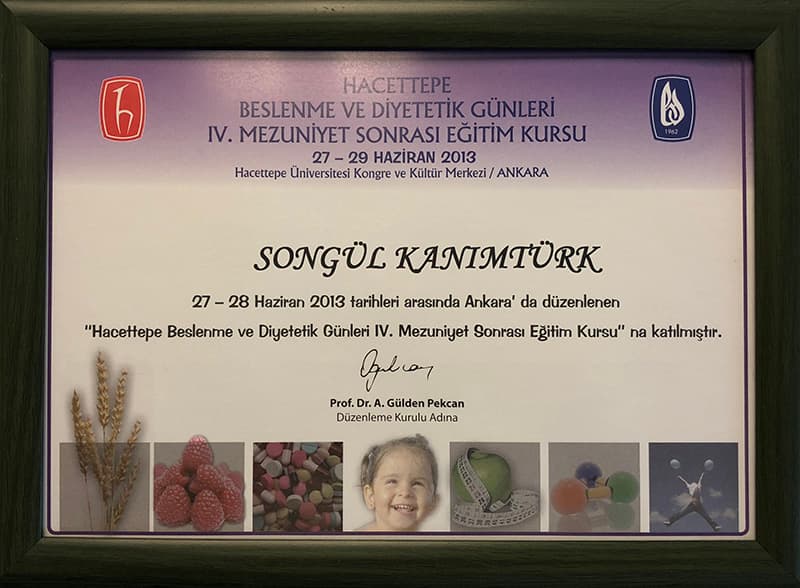 HACETTEPE
BESLENME VE DİYETETİK GÜNLERİ
IV. MEZUNİYET SONRASI EĞİTİM KURSU
27 – 29 HAZİRAN 2013
Hacettepe Üniversitesi Kongre ve Kültür Merkezi / ANKARA
1962
SONGÜL KANIMTÜRK
27 – 28 Haziran 2013 tarihleri arasında Ankara' da düzenlenen
"Hacettepe Beslenme ve Diyetetik Günleri IV. Mezuniyet Sonrası Eğitim Kursu" na katılmıştır.
Prof. Dr. A. Gülden Pekcan
Düzenleme Kurulu Adına